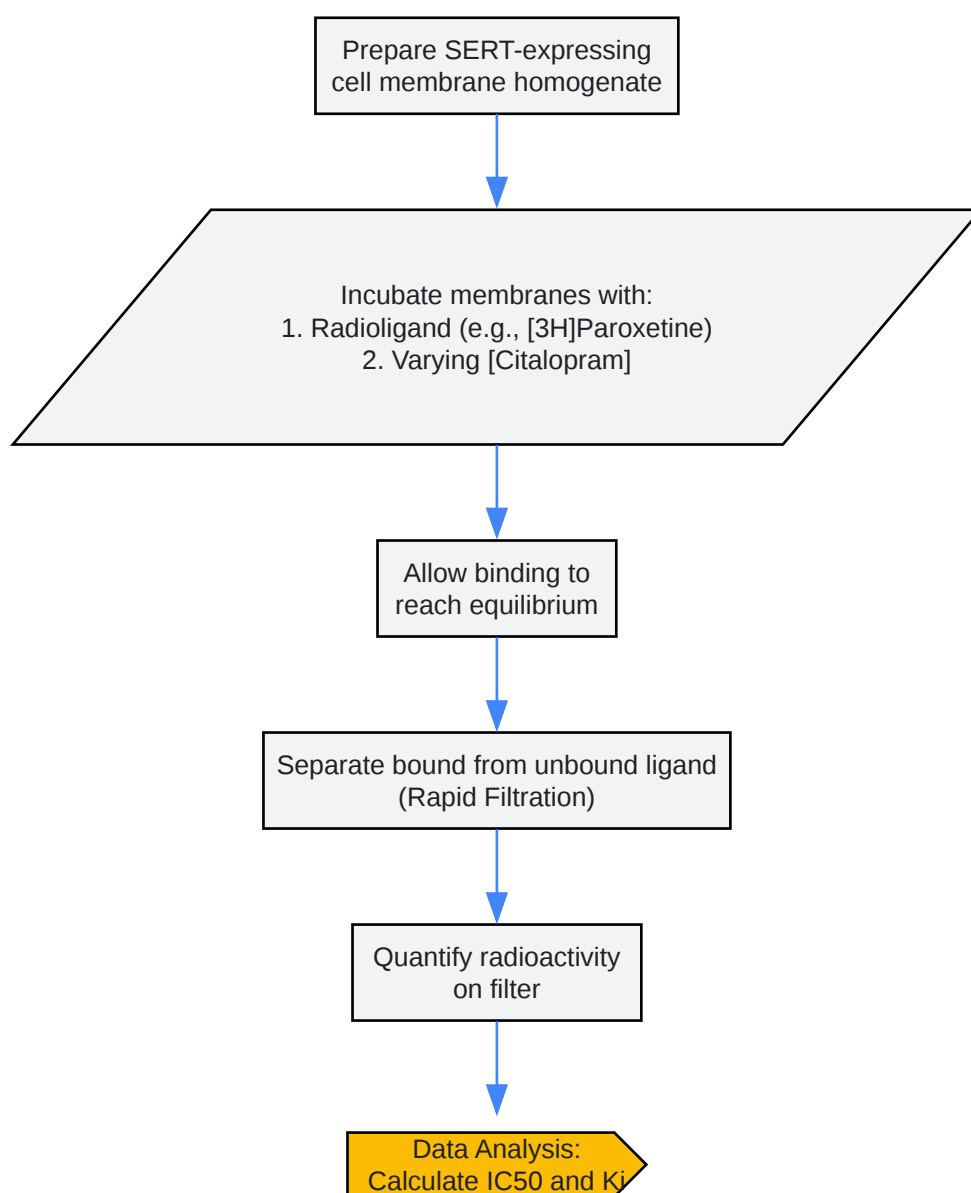 Prepare SERT-expressing
cell membrane homogenate
Incubate membranes with:
1. Radioligand (e.g., [3H]Paroxetine)
2. Varying [Citalopram]
Allow binding to
reach equilibrium
Separate bound from unbound ligand
(Rapid Filtration)
Quantify radioactivity
on filter
Data Analysis:
Calculate IC50 and Ki